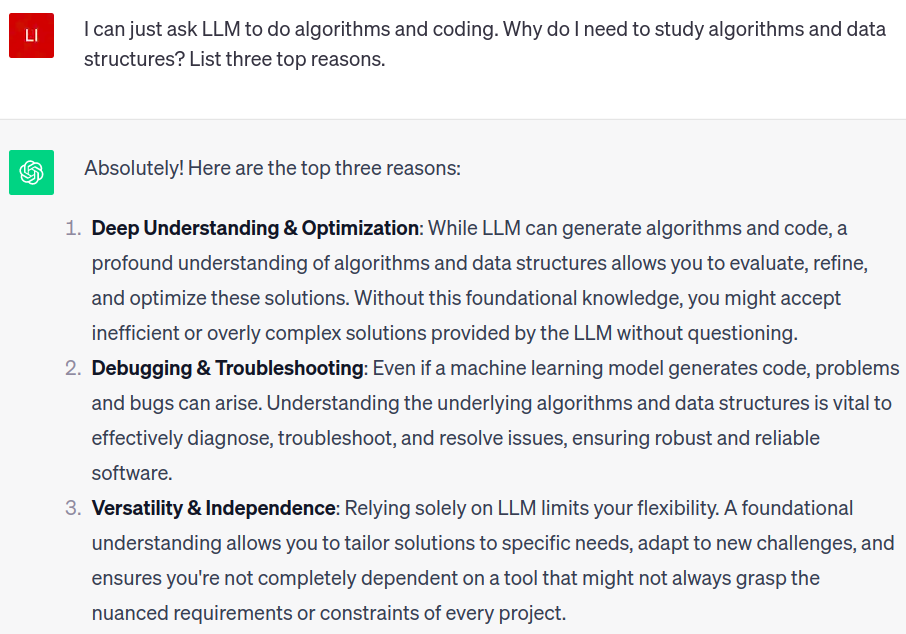 LI
I can just ask LLM to do algorithms and coding. Why do I need to study algorithms and data
structures? List three top reasons.
Absolutely! Here are the top three reasons:
1. Deep Understanding & Optimization: While LLM can generate algorithms and code, a
profound understanding of algorithms and data structures allows you to evaluate, refine,
and optimize these solutions. Without this foundational knowledge, you might accept
inefficient or overly complex solutions provided by the LLM without questioning.
2. Debugging & Troubleshooting: Even if a machine learning model generates code, problems
and bugs can arise. Understanding the underlying algorithms and data structures is vital to
effectively diagnose, troubleshoot, and resolve issues, ensuring robust and reliable
software.
3. Versatility & Independence: Relying solely on LLM limits your flexibility. A foundational
understanding allows you to tailor solutions to specific needs, adapt to new challenges, and
ensures you're not completely dependent on a tool that might not always grasp the
nuanced requirements or constraints of every project.